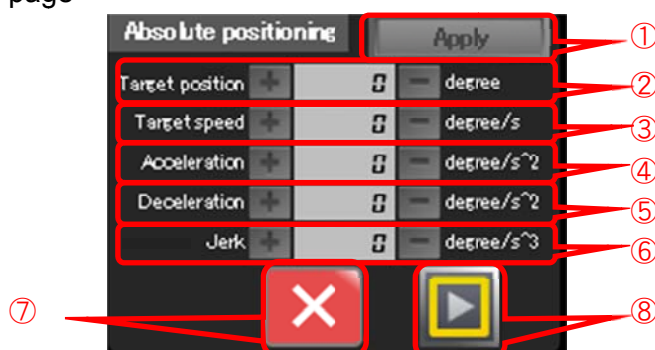 page
Absolute positioning Apply ①
Target position + 0 - degree ②
Target speed + 0 - degree/s ③
Acceleration + 0 - degree/s^2 ④
Deceleration + 0 - degree/s^2 ⑤
Jerk + 0 - degree/s^3 ⑥
⑦ ⑧